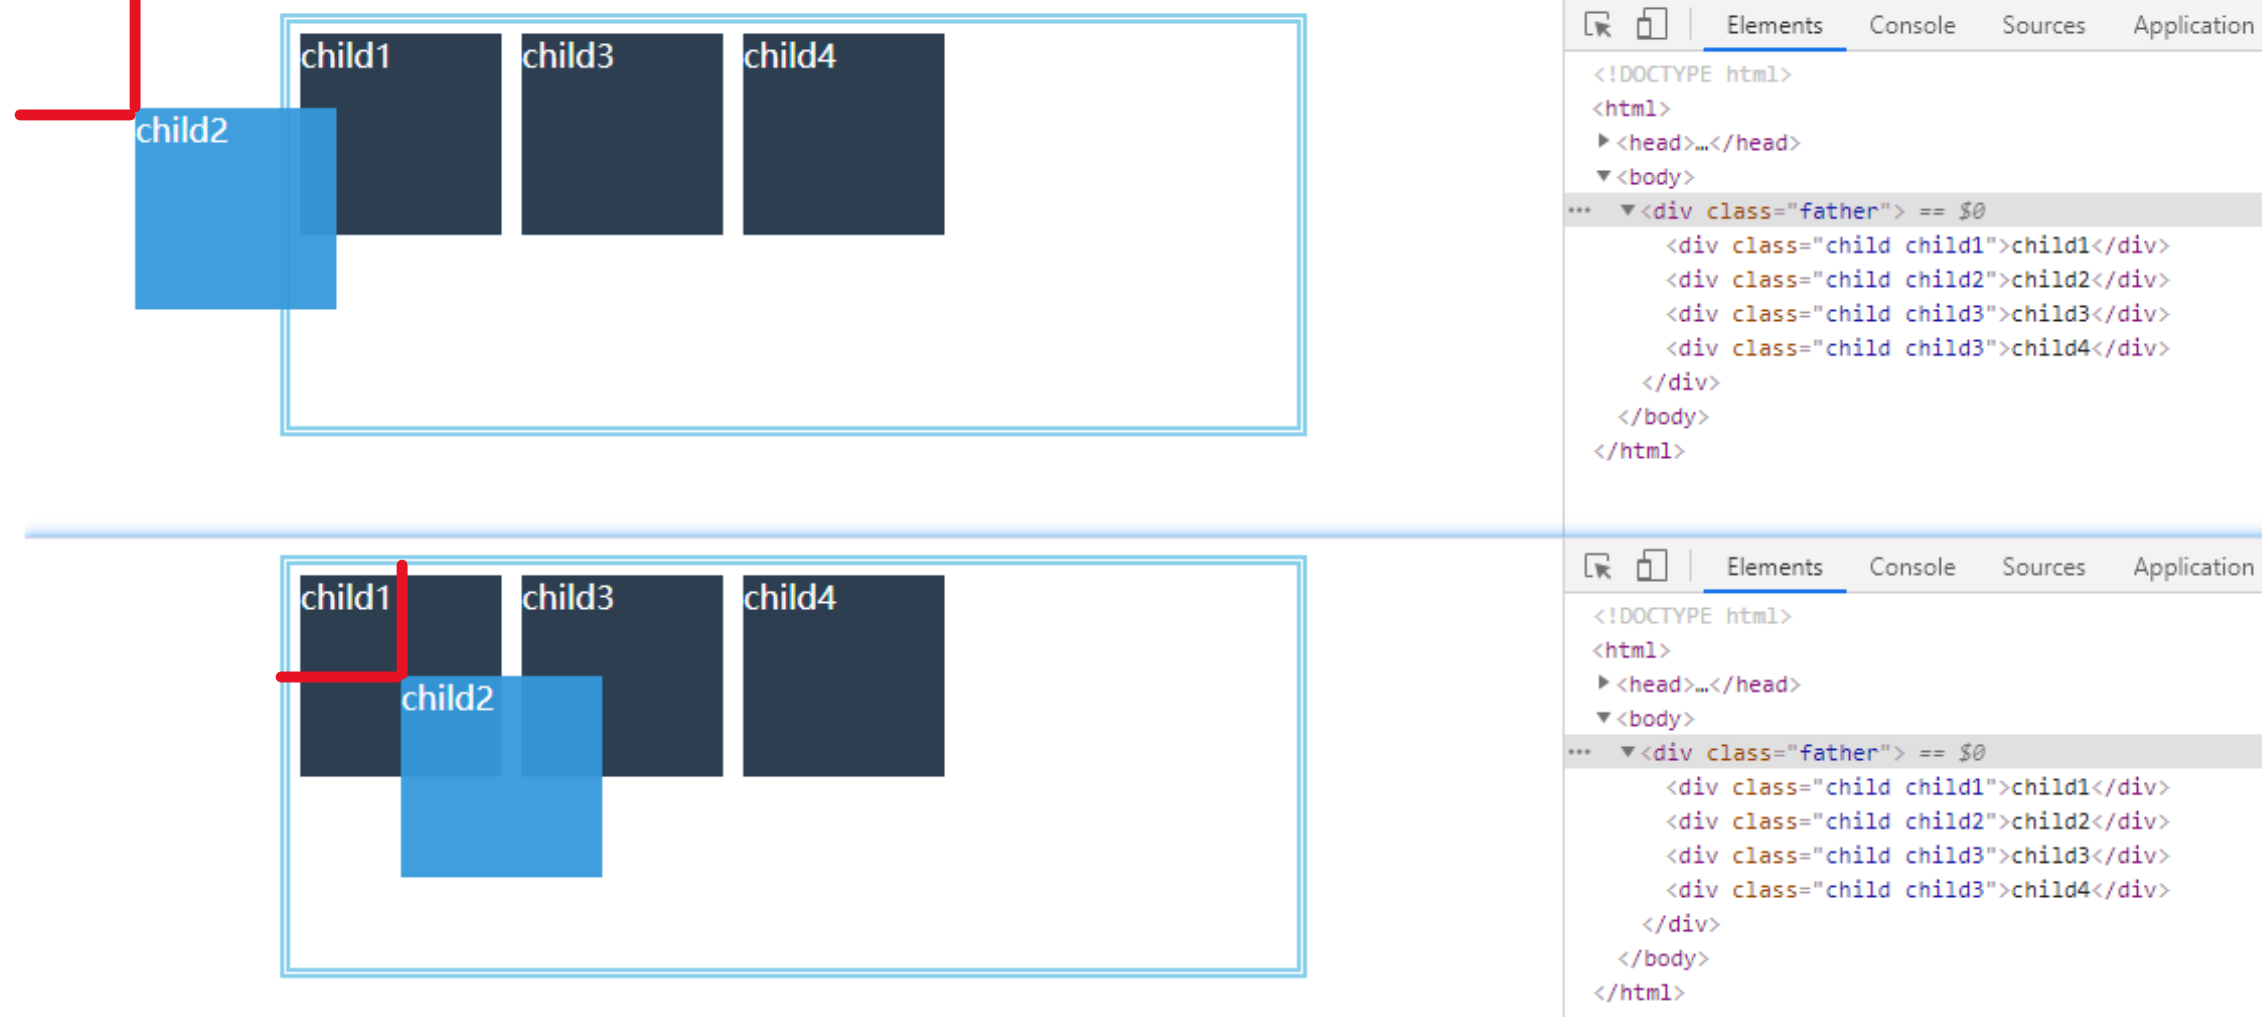 child1 child3 child4
child2
Elements Console Sources Application
<!DOCTYPE html>
<html>
<head>…</head>
<body>
<div class="father"> == $0
<div class="child child1">child1</div>
<div class="child child2">child2</div>
<div class="child child3">child3</div>
<div class="child child3">child4</div>
</div>
</body>
</html>
child1 child3 child4
child2
Elements Console Sources Application
<!DOCTYPE html>
<html>
<head>…</head>
<body>
<div class="father"> == $0
<div class="child child1">child1</div>
<div class="child child2">child2</div>
<div class="child child3">child3</div>
<div class="child child3">child4</div>
</div>
</body>
</html>